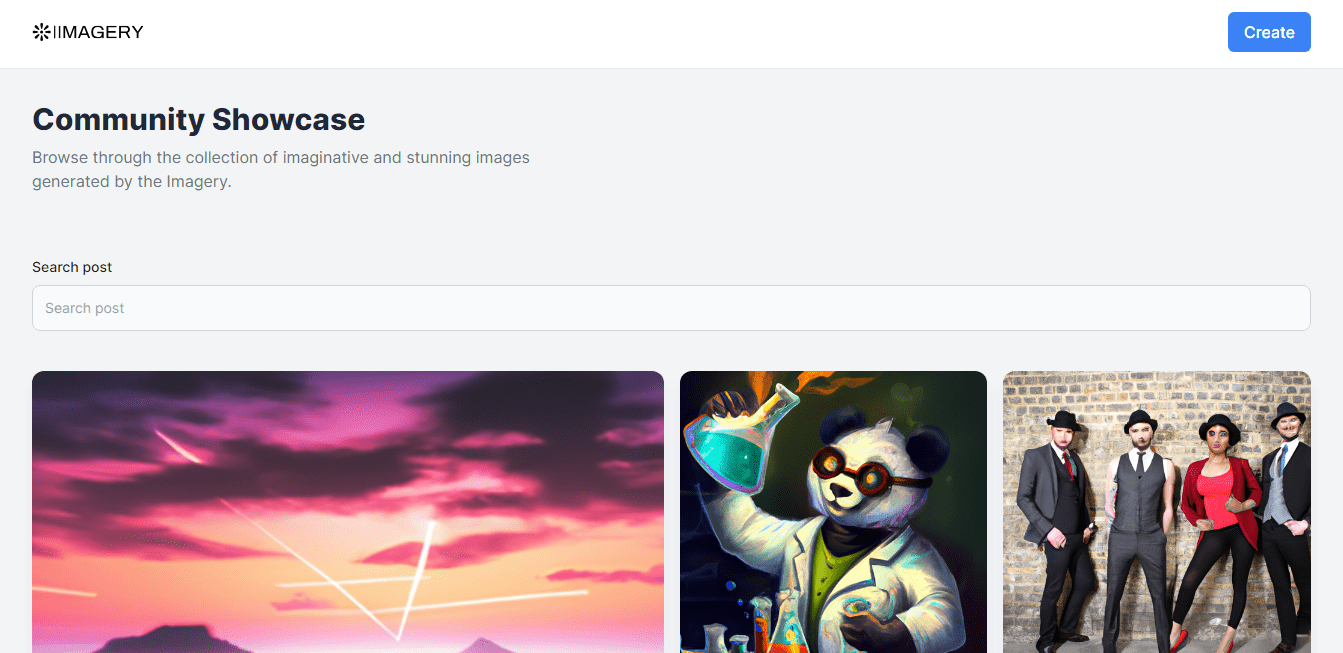 IIMAGERY
Create
Community Showcase
Browse through the collection of imaginative and stunning images
generated by the Imagery.
Search post
Search post